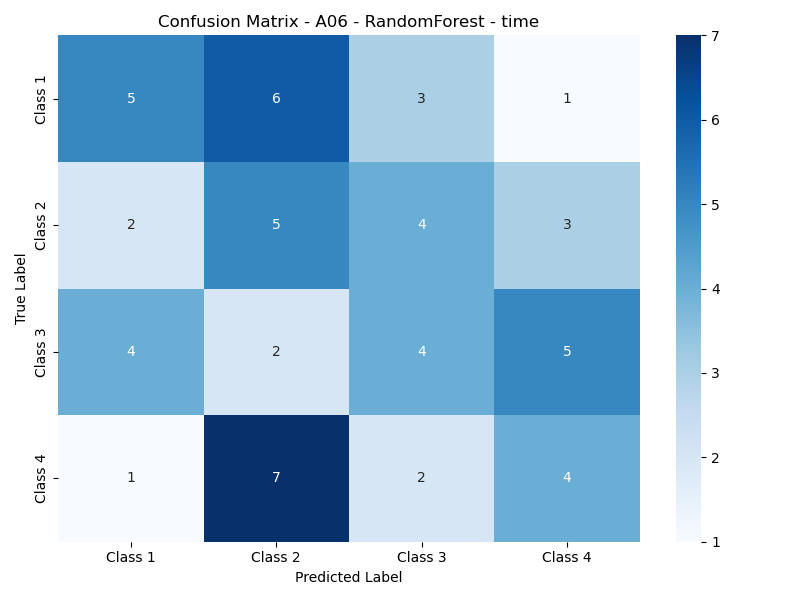 Confusion Matrix - A06 - RandomForest - time
True Label
Class 1
5 6 3 1
Class 2
2 5 4 3
Class 3
4 2 4 5
Class 4
1 7 2 4
Class 1 Class 2 Class 3 Class 4
Predicted Label
7
6
5
4
3
2
1